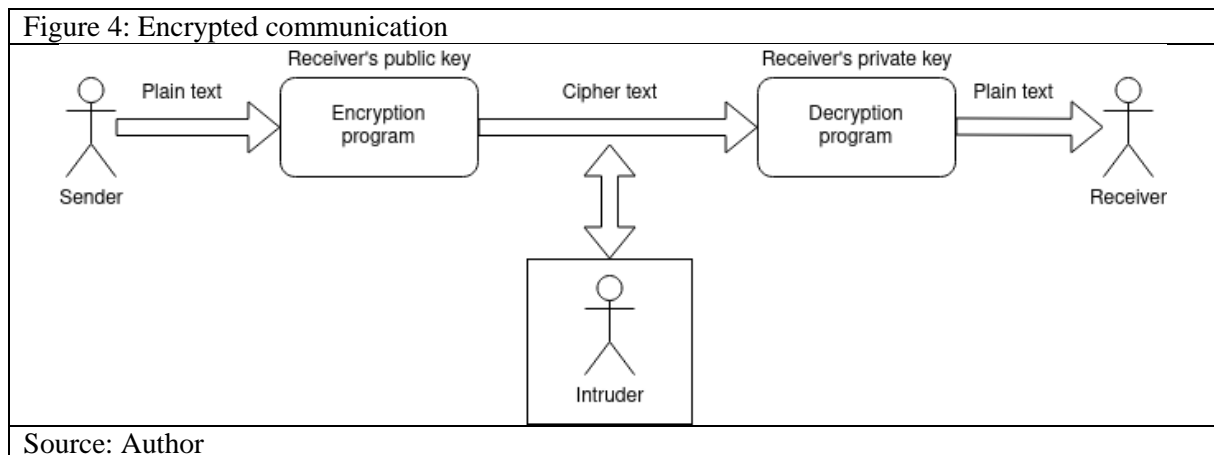 Figure 4: Encrypted communication
Receiver's public key
Receiver's private key
Plain text
Cipher text
Plain text
Encryption
program
Decryption
program
Sender
Receiver
Intruder
Source: Author